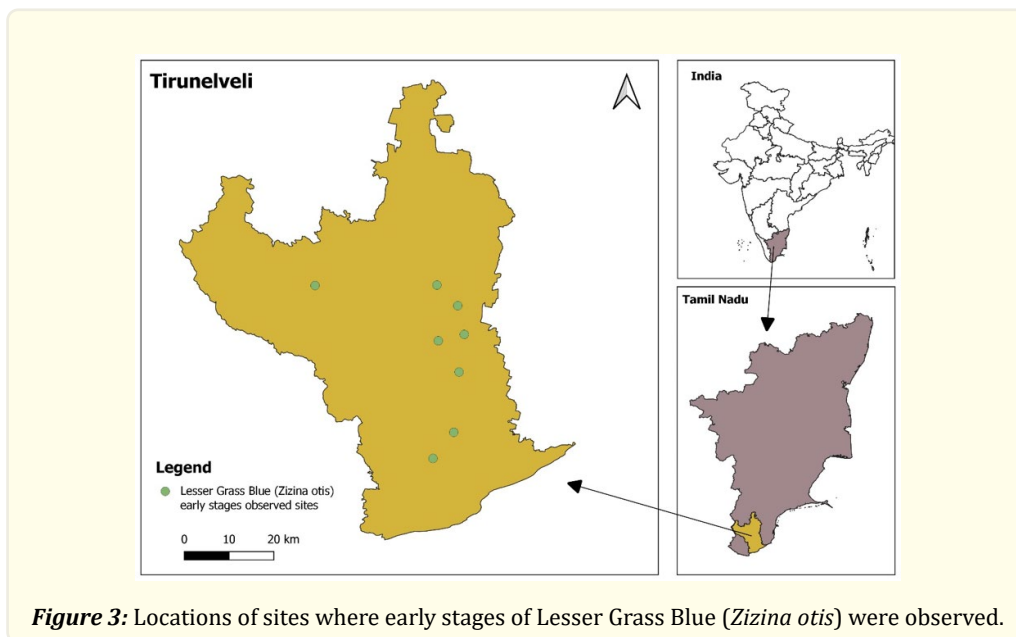 Tirunelveli
Legend
Lesser Grass Blue (Zizina otis)
early stages observed sites
0 10 20 km
India
Tamil Nadu
Figure 3: Locations of sites where early stages of Lesser Grass Blue (Zizina otis) were observed.